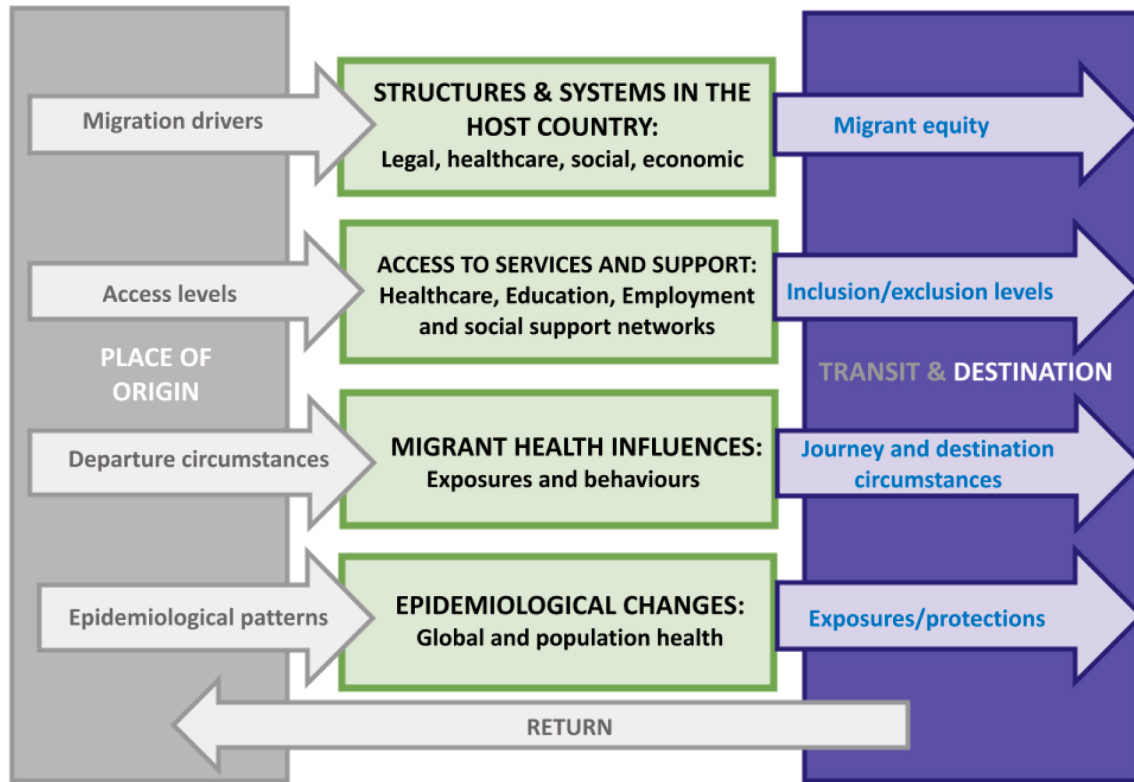 Migration drivers
STRUCTURES & SYSTEMS IN THE
HOST COUNTRY:
Legal, healthcare, social, economic
Migrant equity
Access levels
ACCESS TO SERVICES AND SUPPORT:
Healthcare, Education, Employment
and social support networks
Inclusion/exclusion levels
PLACE OF
ORIGIN
TRANSIT & DESTINATION
Departure circumstances
MIGRANT HEALTH INFLUENCES:
Exposures and behaviours
Journey and destination
circumstances
Epidemiological patterns
EPIDEMIOLOGICAL CHANGES:
Global and population health
Exposures/protections
RETURN